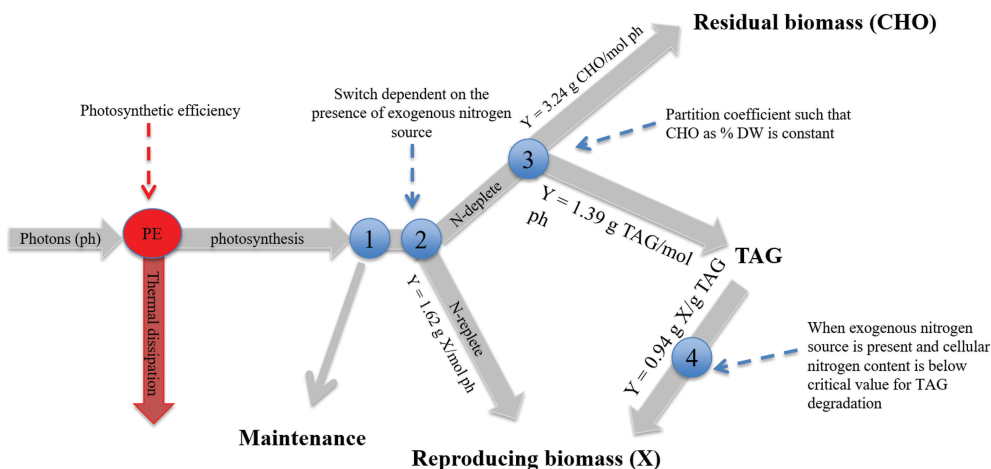 Residual biomass (CHO)
Photosynthetic efficiency
Switch dependent on the
presence of exogenous nitrogen
source
Y = 3.24 g CHO/mol ph
Partition coefficient such that
CHO as % DW is constant
3
N-deplete
Y = 1.39 g TAG/mol
ph
Photons (ph)
PE
photosynthesis
1
2
TAG
Thermal dissipation
N-replete
Y = 1.62 g X/mol ph
Y = 0.94 g X/g TAG
4
When exogenous nitrogen
source is present and cellular
nitrogen content is below
critical value for TAG
degradation
Maintenance
Reproducing biomass (X)